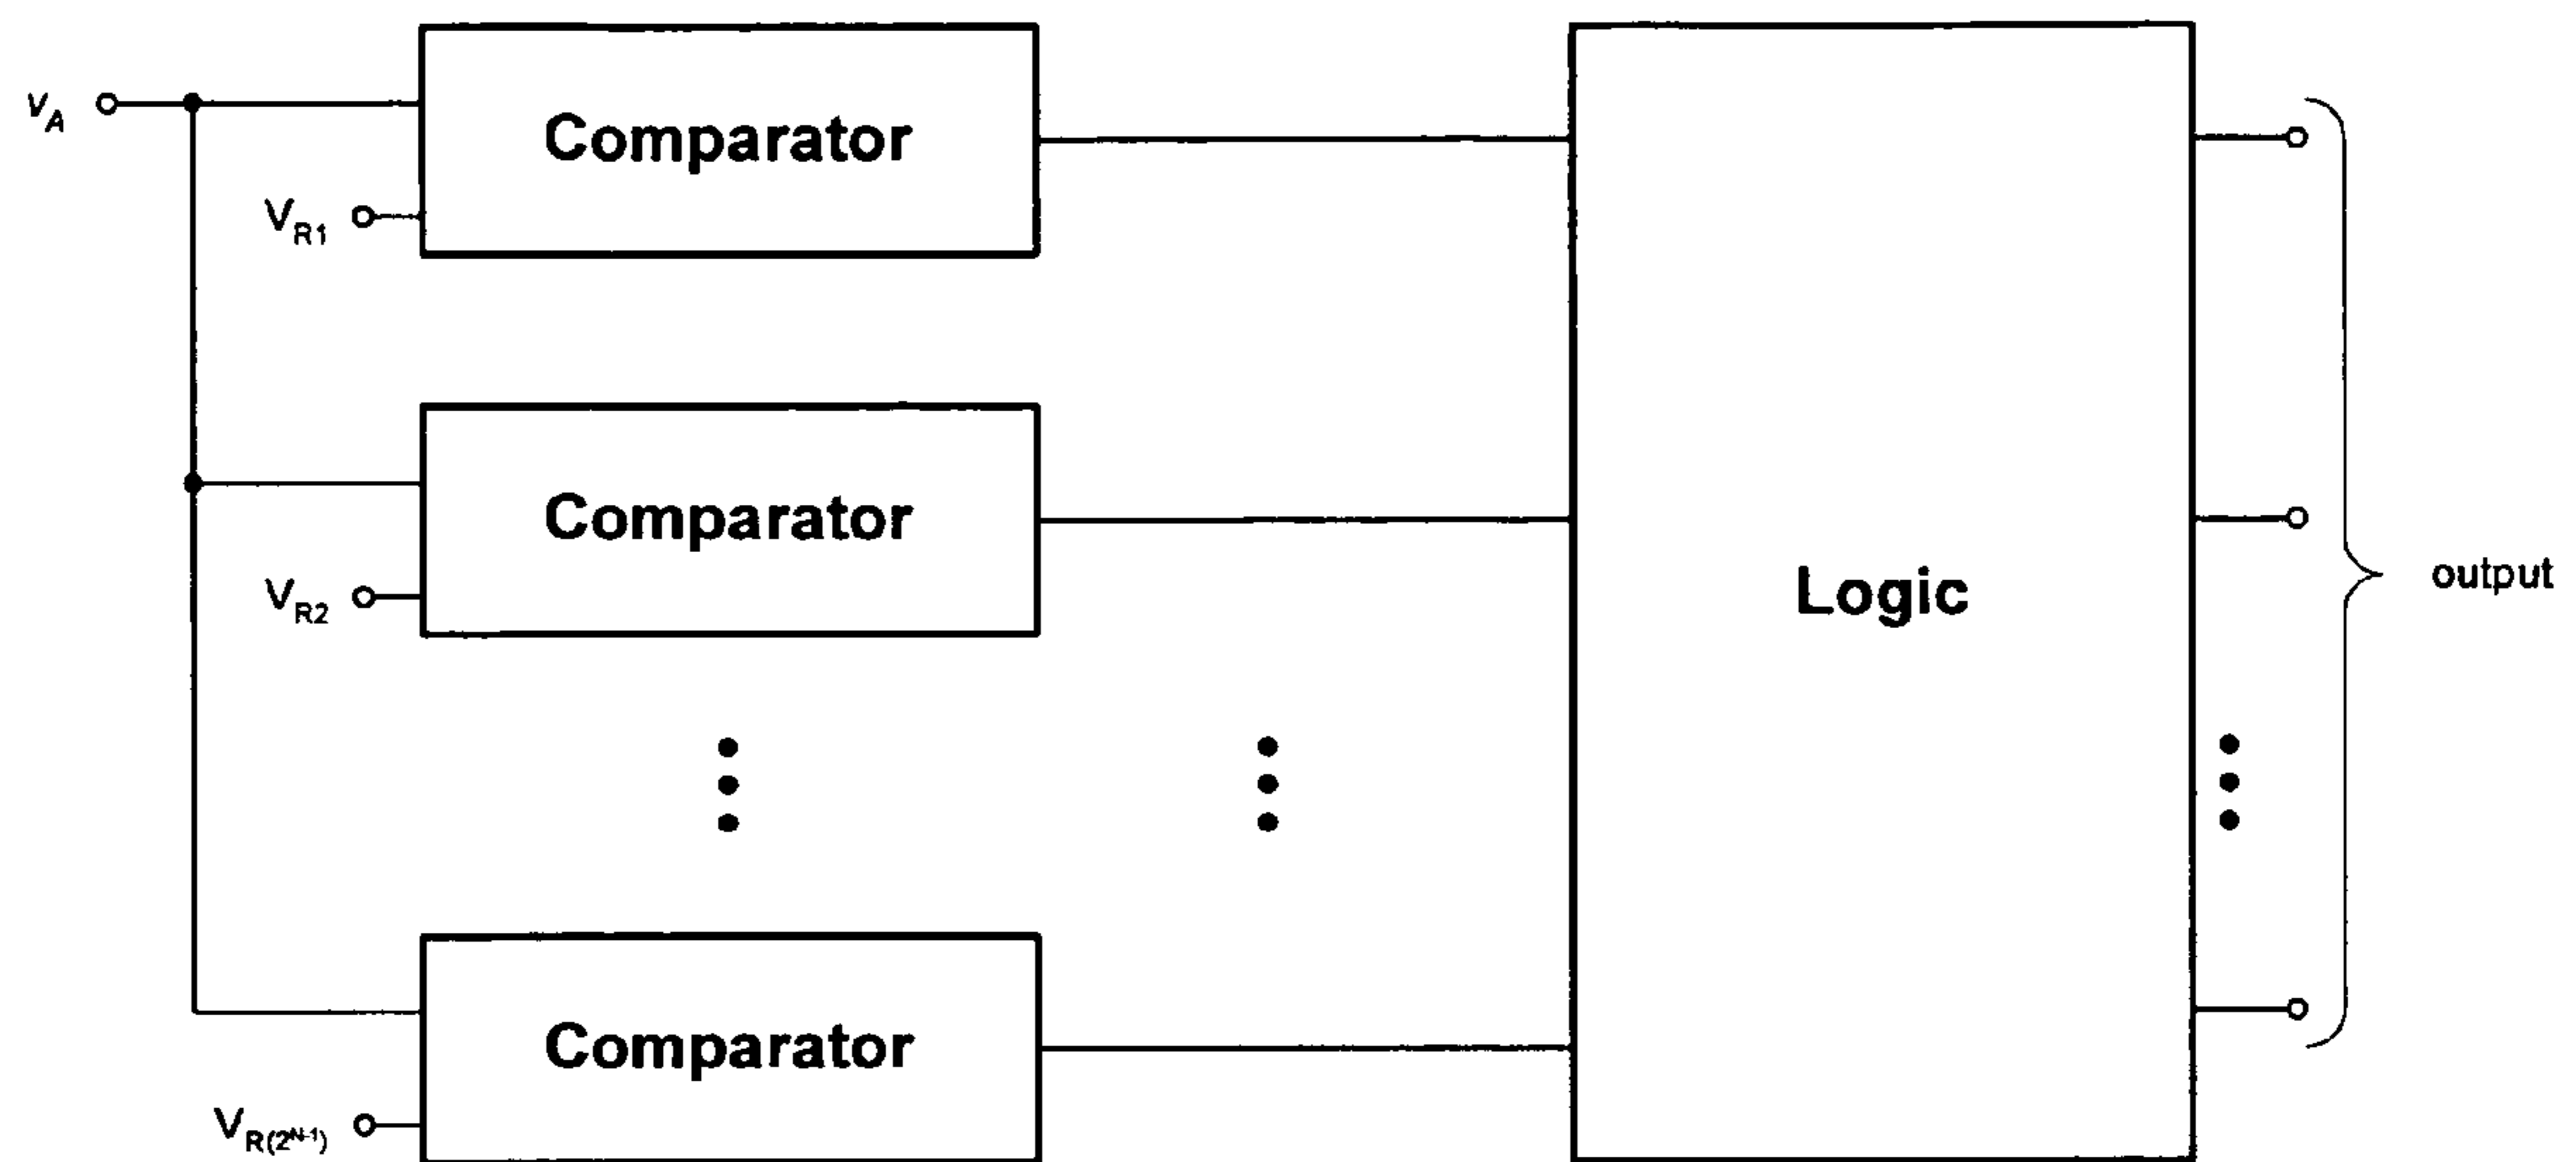 v_A
Comparator
V_R1
Comparator
V_R2
Logic
output
Comparator
V_R(2^N-1)